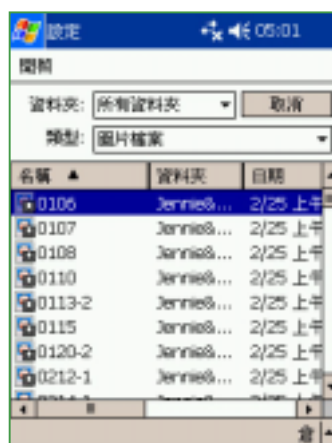 設定 05:01
開啟
資料夾: 所有資料夾 取消
類型: 圖片檔案
名稱 ▲ 資料夾 日期
0106 Jennie&... 2/25 上午
0107 Jennie&... 2/25 上午
0108 Jennie&... 2/25 上午
0110 Jennie&... 2/25 上午
0113-2 Jennie&... 2/25 上午
0115 Jennie&... 2/25 上午
0120-2 Jennie&... 2/25 上午
0212-1 Jennie&... 2/25 上午